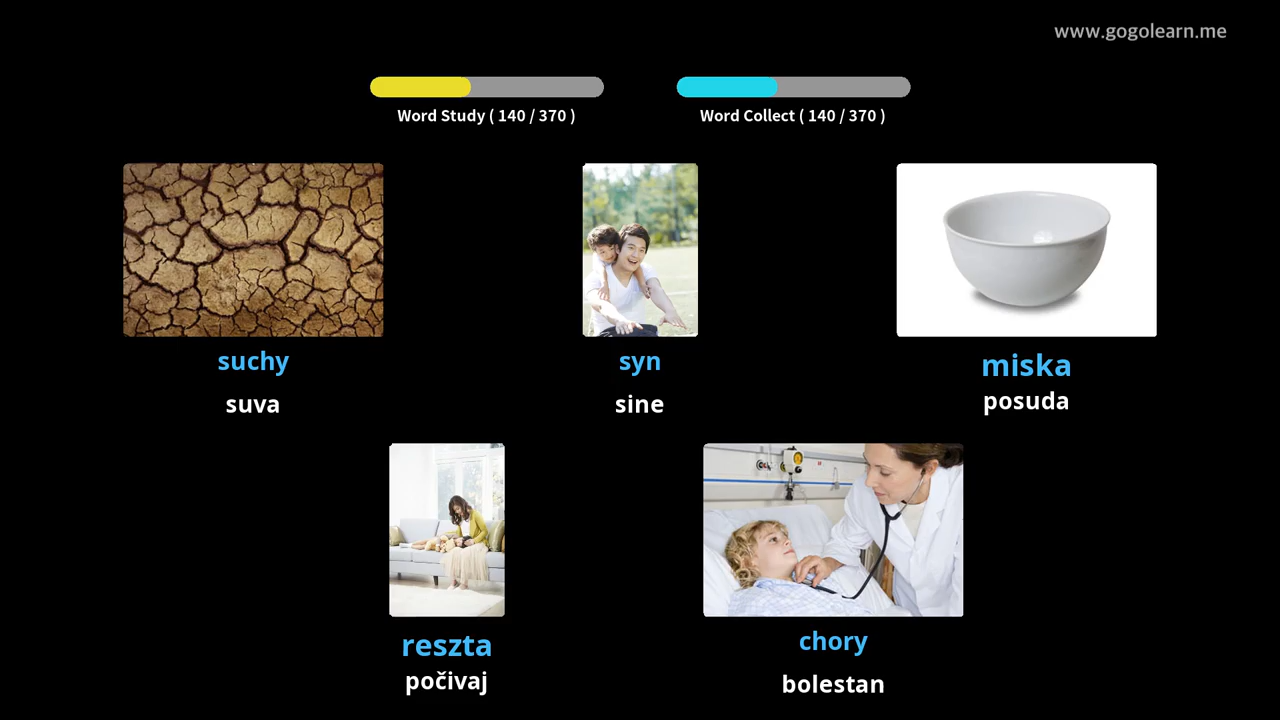 www.gogolearn.me
Word Study ( 140 / 370 )
Word Collect ( 140 / 370 )
suchy
suva
syn
sine
miska
posuda
reszta
počivaj
chory
bolestan